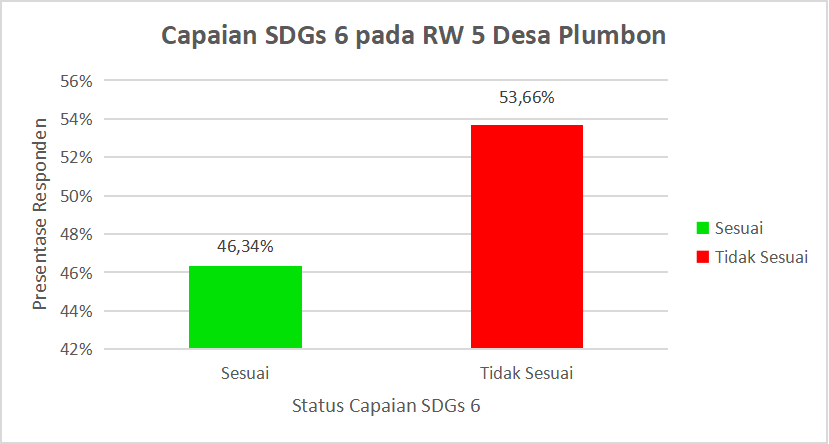 Capaian SDGs 6 pada RW 5 Desa Plumbon
Presentase Responden
56%
54%
52%
50%
48%
46%
44%
42%
46,34%
53,66%
Sesuai
Tidak Sesuai
Status Capaian SDGs 6
Sesuai
Tidak Sesuai